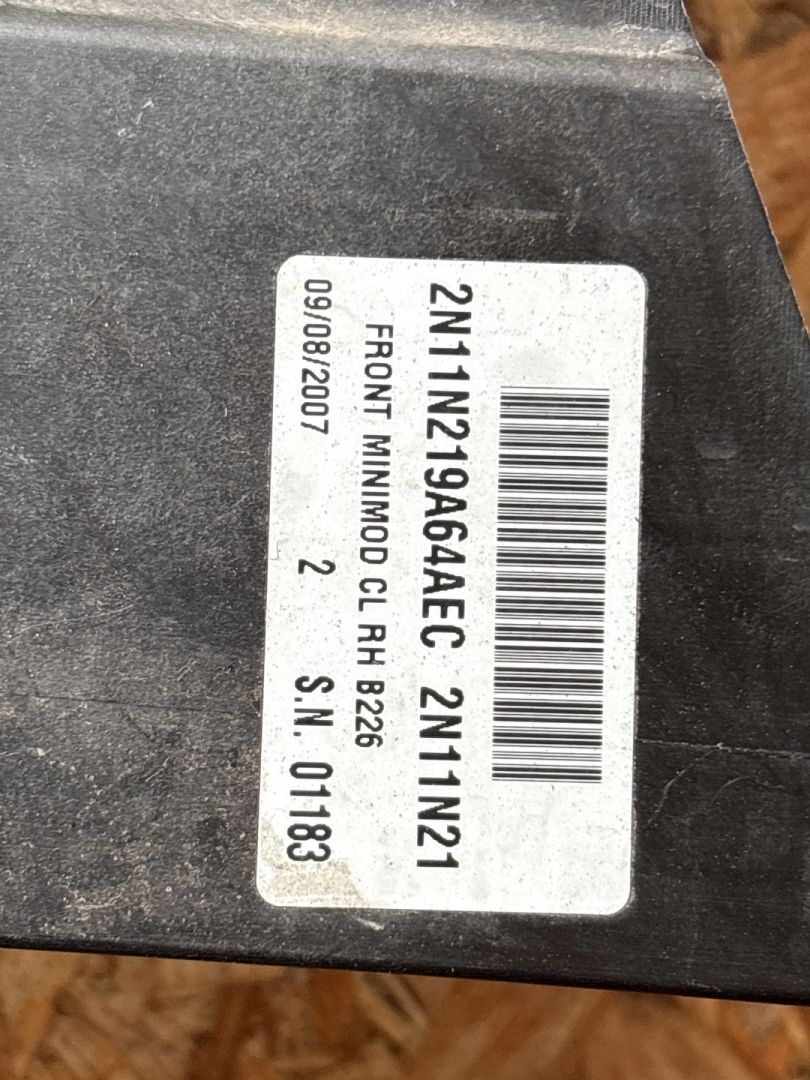 2N11N219A64AEC 2N11N21
FRONT MINIMOD CL RH B226
09/08/2007 2 S.N. 01183